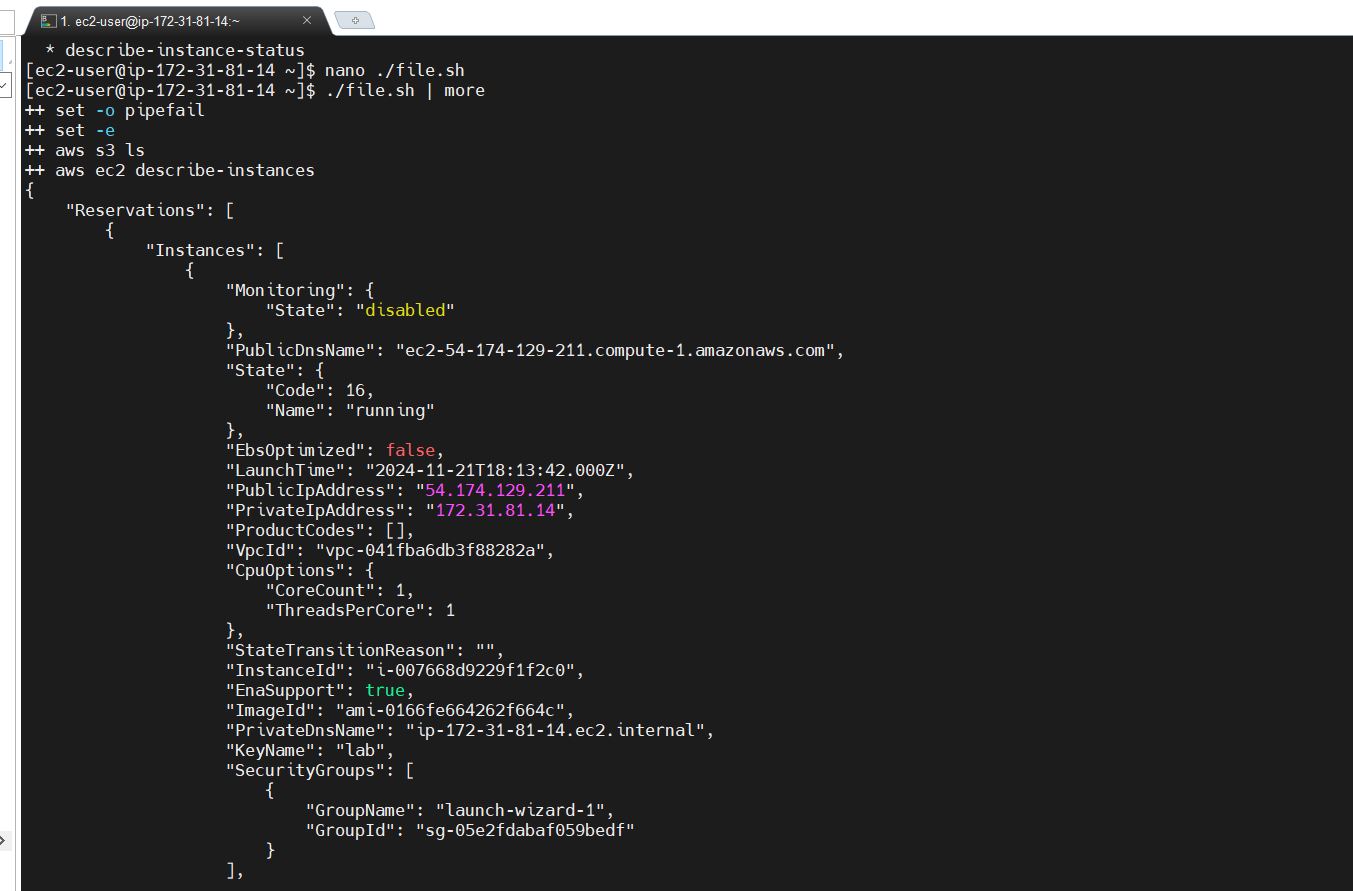 1. ec2-user@ip-172-31-81-14:~
  * describe-instance-status
[ec2-user@ip-172-31-81-14 ~]$ nano ./file.sh
[ec2-user@ip-172-31-81-14 ~]$ ./file.sh | more
++ set -o pipefail
++ set -e
++ aws s3 ls
++ aws ec2 describe-instances
{
    "Reservations": [
        {
            "Instances": [
                {
                    "Monitoring": {
                        "State": "disabled"
                    },
                    "PublicDnsName": "ec2-54-174-129-211.compute-1.amazonaws.com",
                    "State": {
                        "Code": 16,
                        "Name": "running"
                    },
                    "EbsOptimized": false,
                    "LaunchTime": "2024-11-21T18:13:42.000Z",
                    "PublicIpAddress": "54.174.129.211",
                    "PrivateIpAddress": "172.31.81.14",
                    "ProductCodes": [],
                    "VpcId": "vpc-041fba6db3f88282a",
                    "CpuOptions": {
                        "CoreCount": 1,
                        "ThreadsPerCore": 1
                    },
                    "StateTransitionReason": "",
                    "InstanceId": "i-007668d9229f1f2c0",
                    "EnaSupport": true,
                    "ImageId": "ami-0166fe664262f664c",
                    "PrivateDnsName": "ip-172-31-81-14.ec2.internal",
                    "KeyName": "lab",
                    "SecurityGroups": [
                        {
                            "GroupName": "launch-wizard-1",
                            "GroupId": "sg-05e2fdabaf059bedf"
                        }
                    ],